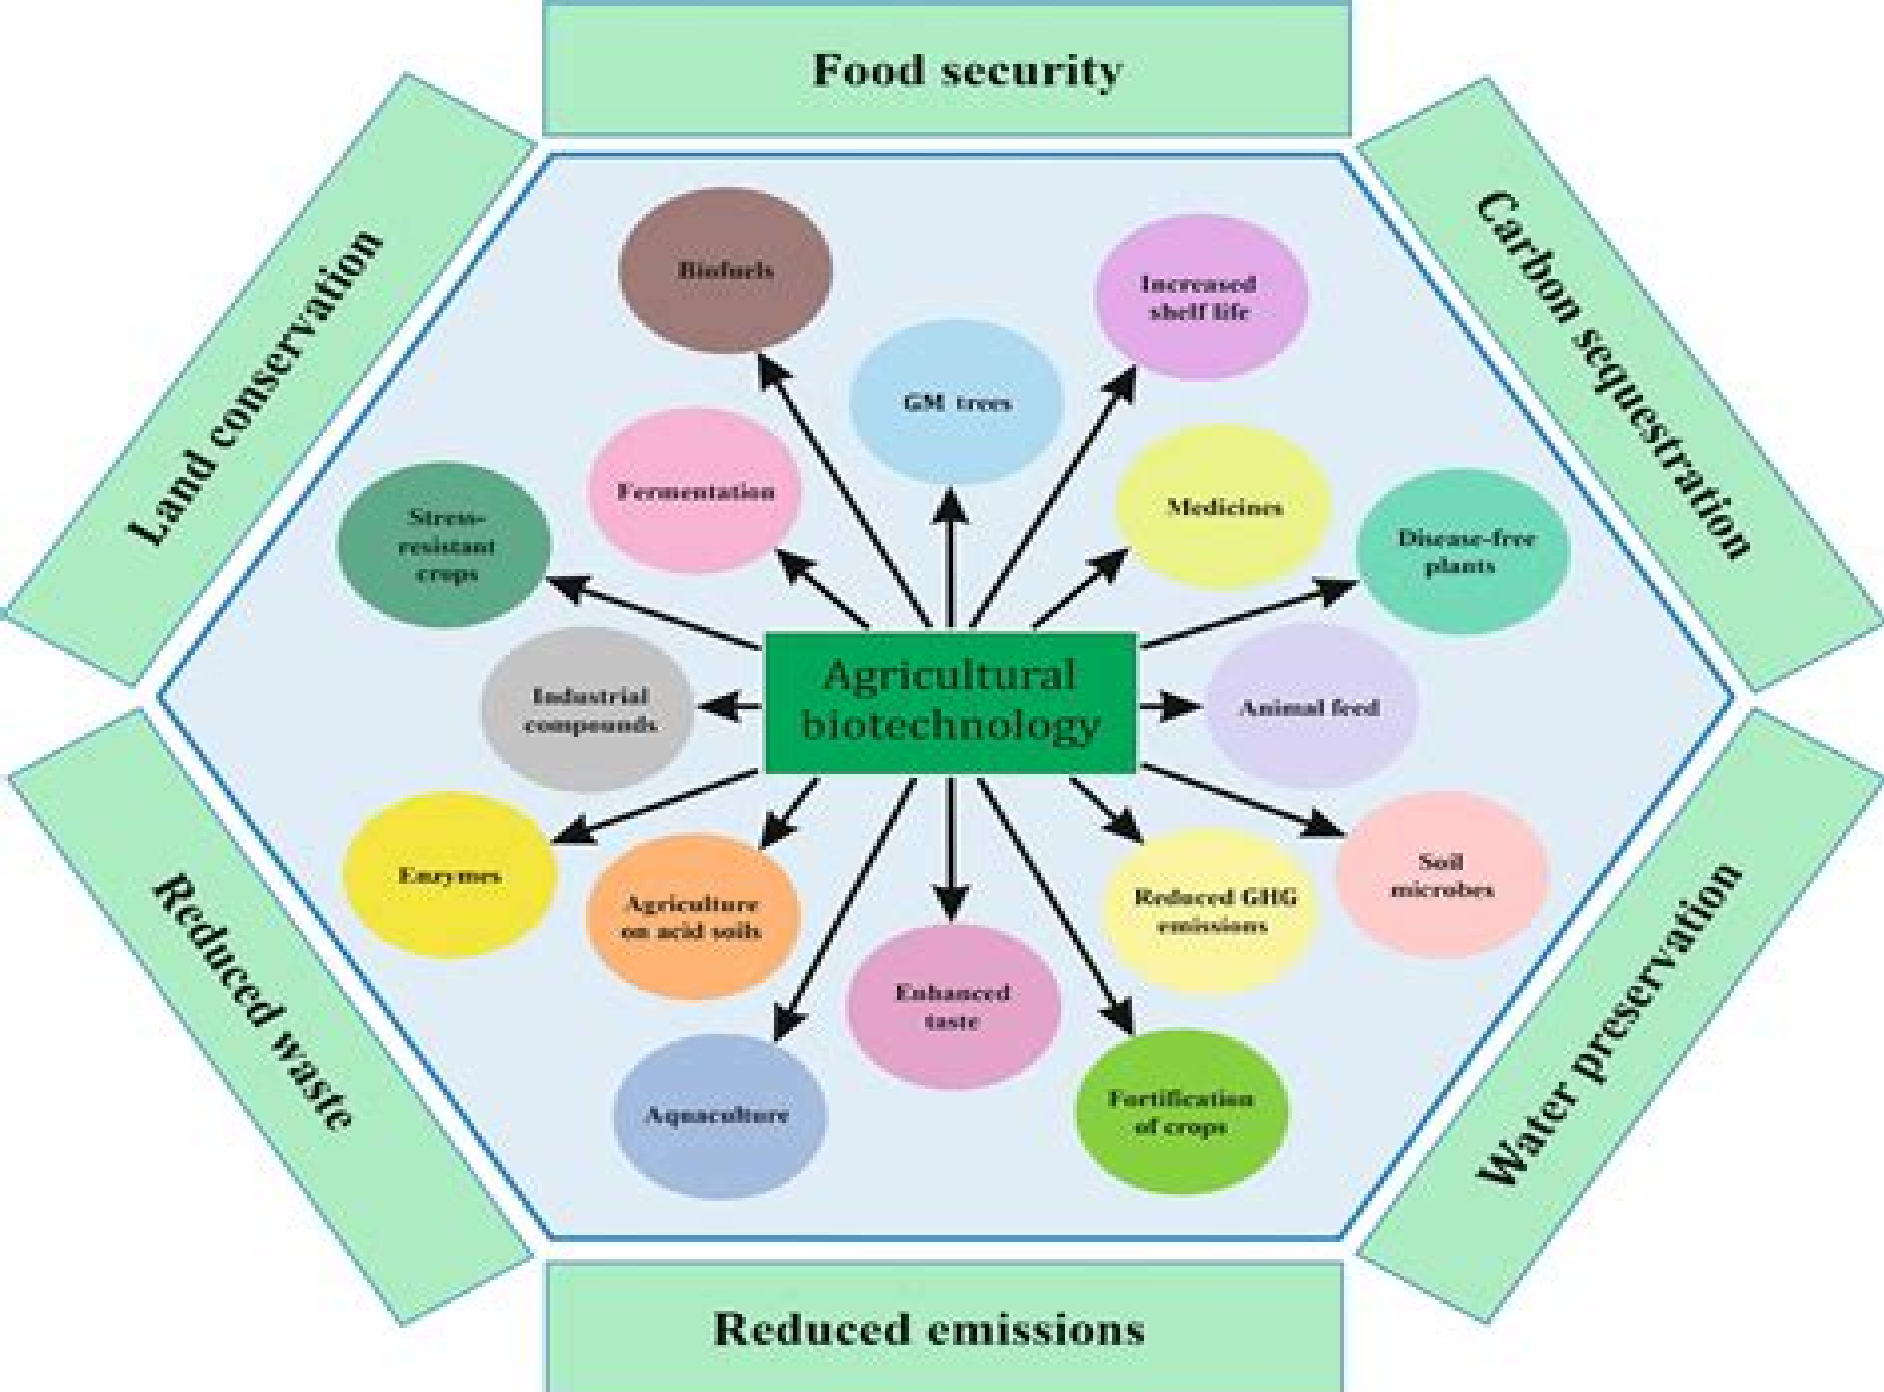 Food security
Land conservation
Carbon sequestration
Biofuels
Increased
shelf life
GM trees
Fermentation
Medicines
Stress-
resistant
crops
Disease-free
plants
Agricultural
biotechnology
Industrial
compounds
Animal feed
Enzymes
Agriculture
on acid soils
Reduced GHG
emissions
Soil
microbes
Enhanced
taste
Aquaculture
Fortification
of crops
Reduced waste
Water preservation
Reduced emissions